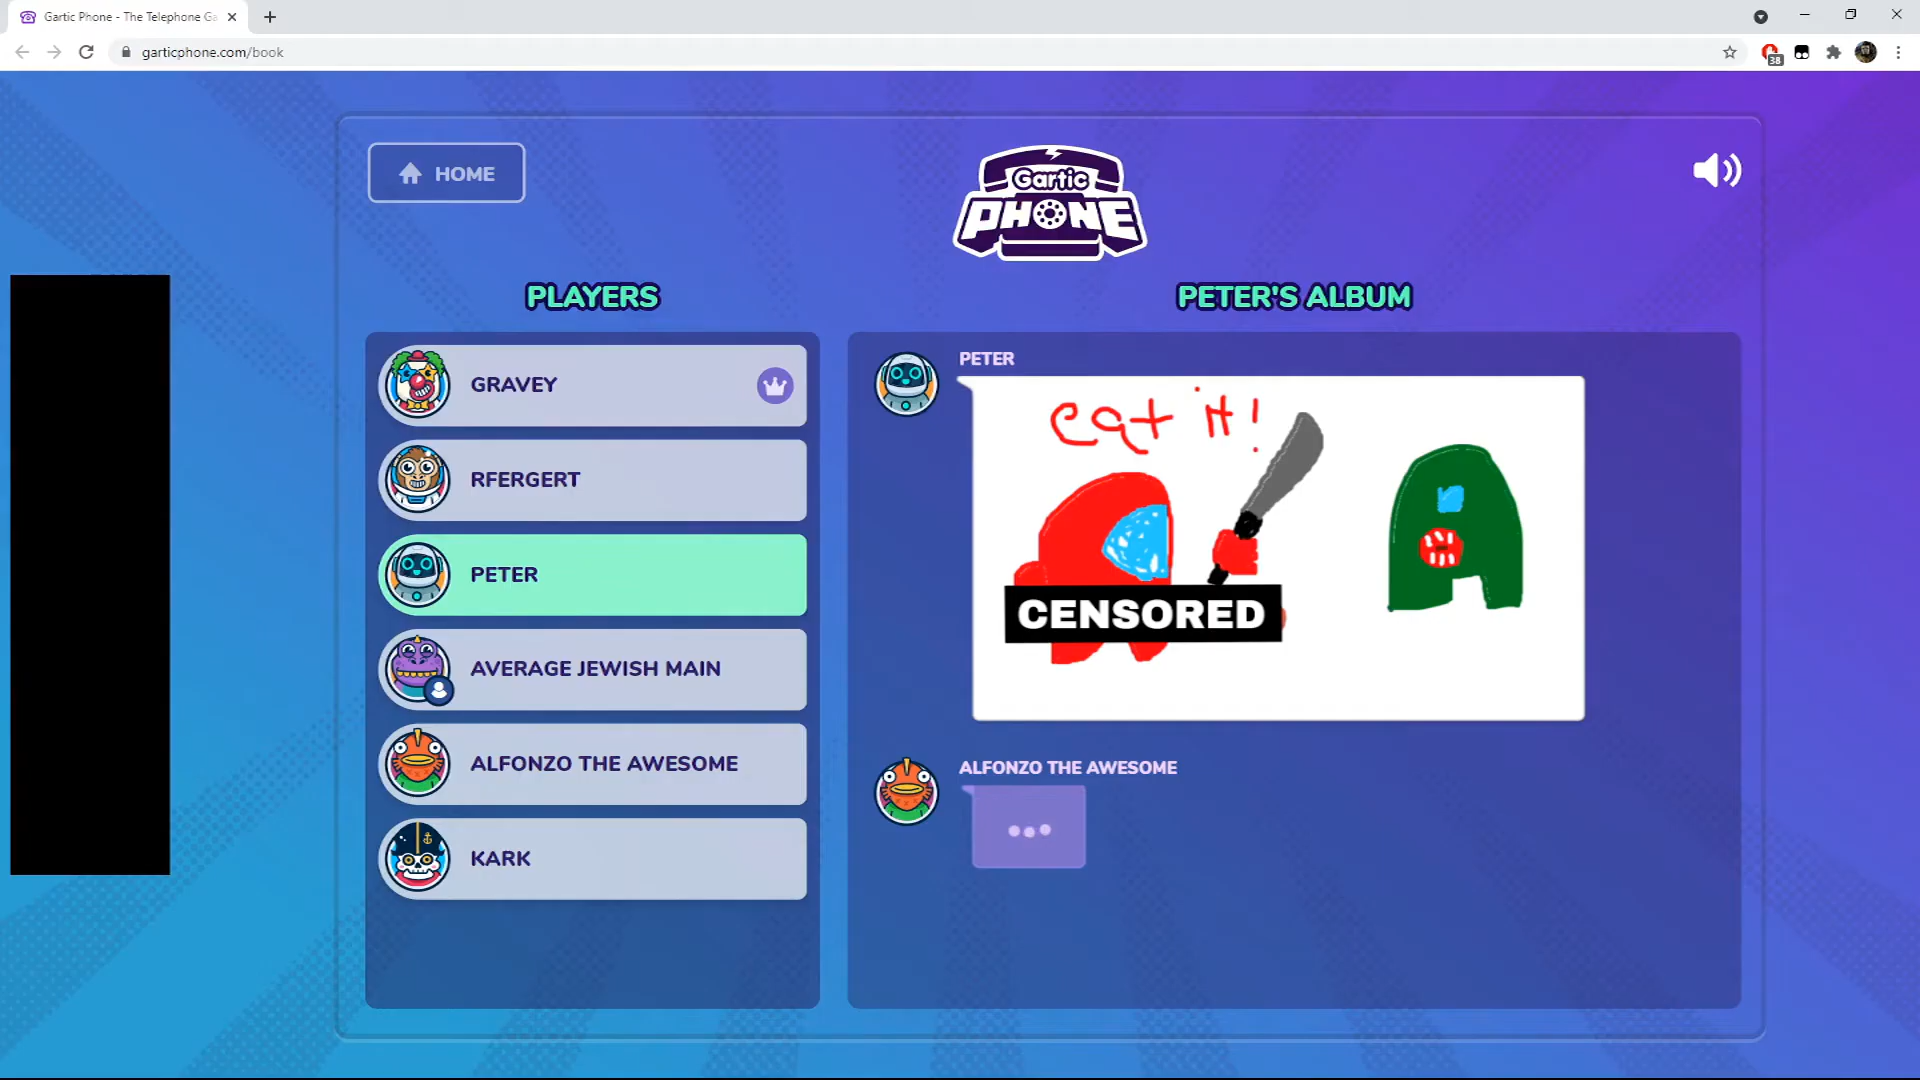 Gartic Phone - The Telephone Ga
garticphone.com/book
38
HOME
Gartic
PHONE
PLAYERS
PETER'S ALBUM
GRAVEY
RFERGERT
PETER
AVERAGE JEWISH MAIN
ALFONZO THE AWESOME
KARK
PETER
eat it!
CENSORED
ALFONZO THE AWESOME
...